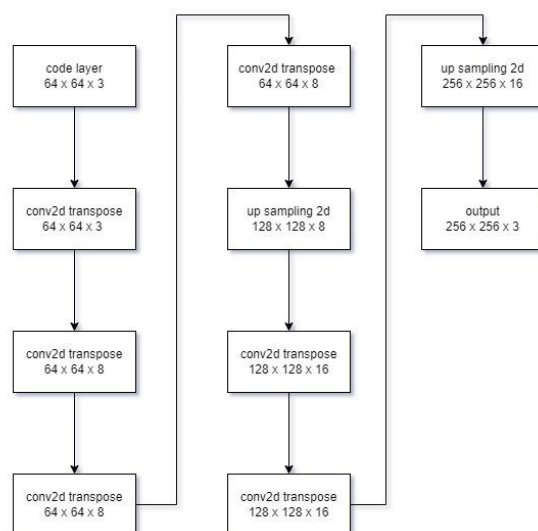 code layer
64 x 64 x 3
conv2d transpose
64 x 64 x 3
conv2d transpose
64 x 64 x 8
conv2d transpose
64 x 64 x 8
conv2d transpose
64 x 64 x 8
up sampling 2d
128 x 128 x 8
conv2d transpose
128 x 128 x 16
conv2d transpose
128 x 128 x 16
up sampling 2d
256 x 256 x 16
output
256 x 256 x 3